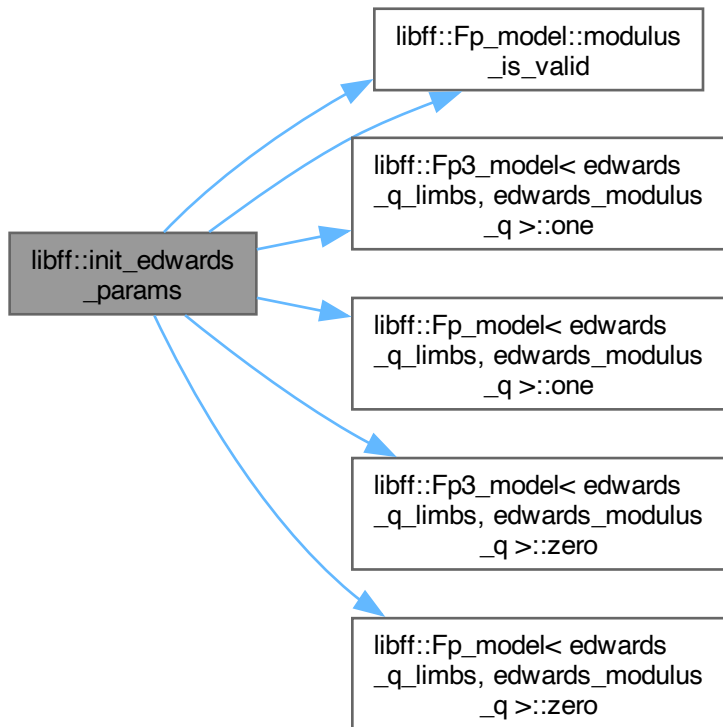 libff::Fp_model::modulus
_is_valid
libff::Fp3_model< edwards
_q_limbs, edwards_modulus
_q >::one
libff::init_edwards
_params
libff::Fp_model< edwards
_q_limbs, edwards_modulus
_q >::one
libff::Fp3_model< edwards
_q_limbs, edwards_modulus
_q >::zero
libff::Fp_model< edwards
_q_limbs, edwards_modulus
_q >::zero